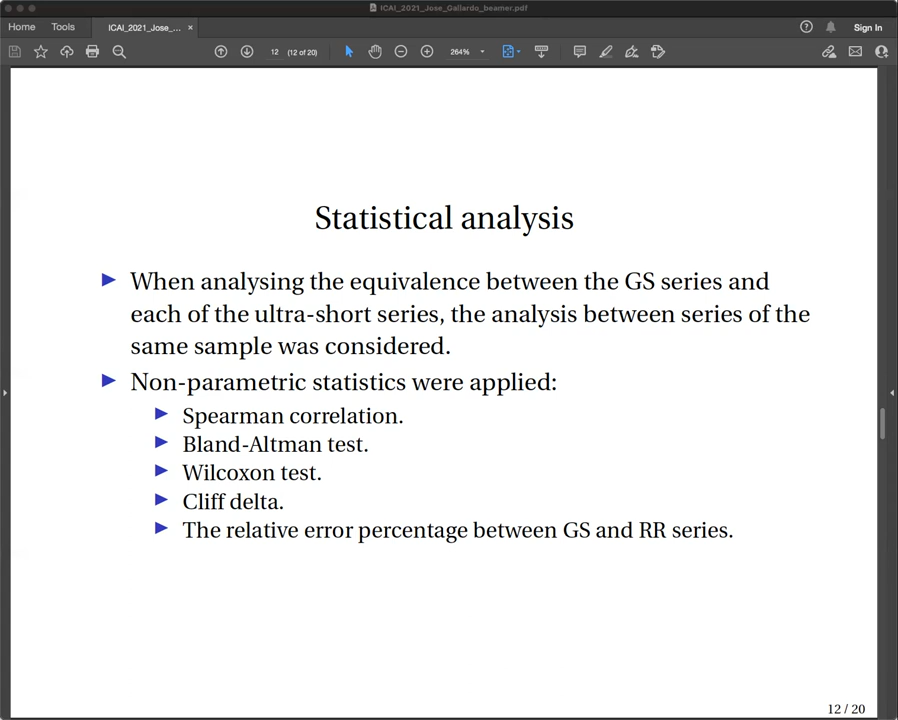 ICAI_2021_Jose_Gallardo_beamer.pdf
Home Tools ICAI_2021_Jose_... × Sign In
12 (12 of 20) 264%
Statistical analysis
When analysing the equivalence between the GS series and
each of the ultra-short series, the analysis between series of the
same sample was considered.
Non-parametric statistics were applied:
Spearman correlation.
Bland-Altman test.
Wilcoxon test.
Cliff delta.
The relative error percentage between GS and RR series.
12 / 20